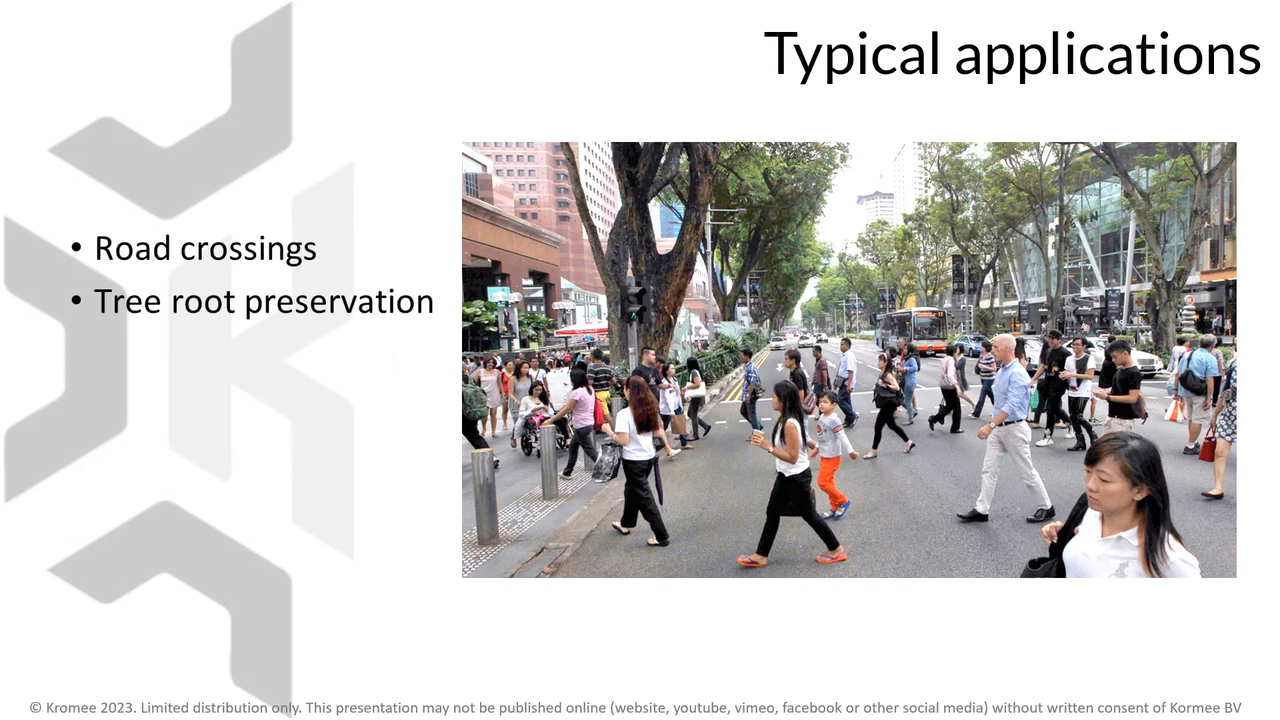 Typical applications
• Road crossings
• Tree root preservation
© Kromee 2023. Limited distribution only. This presentation may not be published online (website, youtube, vimeo, facebook or other social media) without written consent of Kormee BV